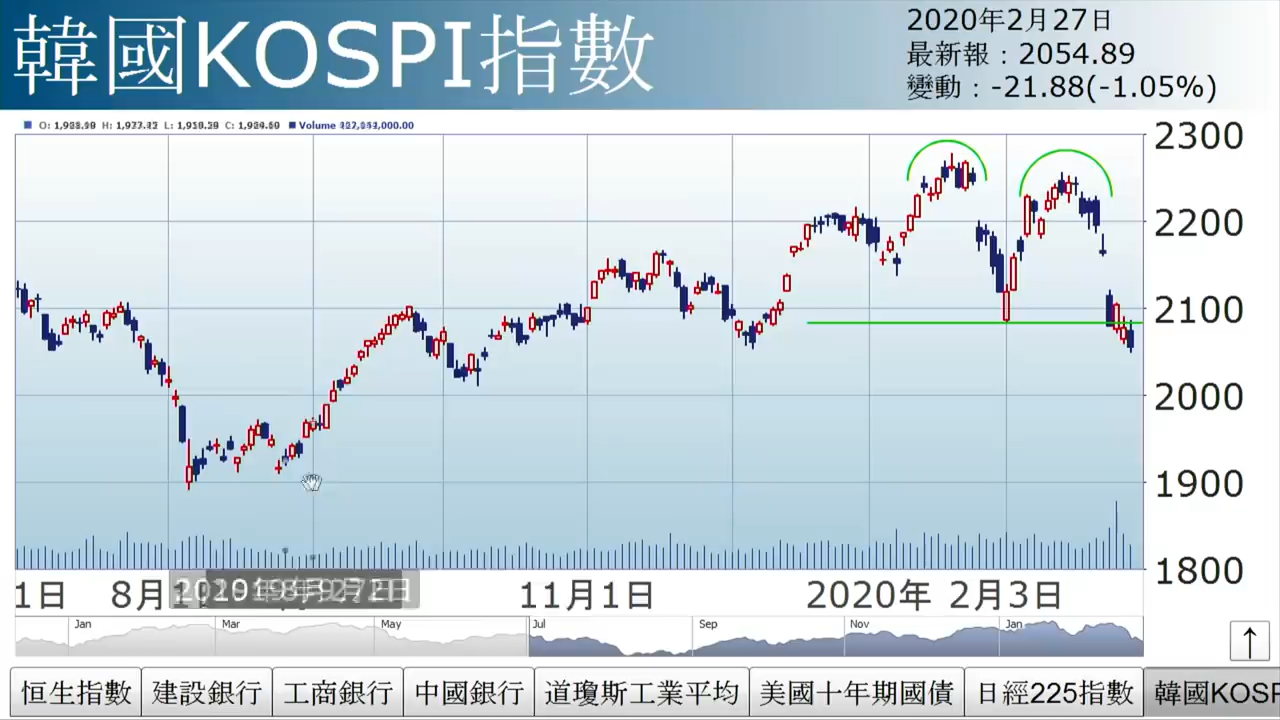 韓國KOSPI指數
2020年2月27日
最新報：2054.89
變動：-21.88(-1.05%)
Volume
2300
2200
2100
2000
1900
1800
1日
8月
11月1日
2020年
2月3日
Jan
Mar
May
Jul
Sep
Nov
Jan
↑
恒生指數
建設銀行
工商銀行
中國銀行
道瓊斯工業平均
美國十年期國債
日經225指數
韓國KOSP